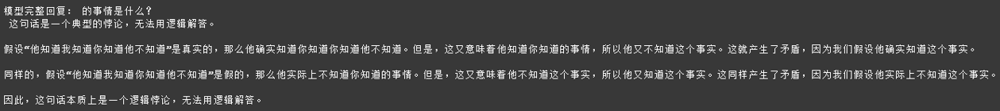 模型完整回复： 的事情是什么?
这句话是一个典型的悖论，无法用逻辑解答。
假设“他知道我知道你知道他不知道”是真实的，那么他确实知道你知道你知道他不知道。但是，这又意味着他知道你知道的事情，所以他又不知道这个事实。这就产生了矛盾，因为我们假设他确实知道这个事实。
同样的，假设“他知道我知道你知道他不知道”是假的，那么他实际上不知道你知道的事情。但是，这又意味着他不知道这个事实，所以他又知道这个事实。这同样产生了矛盾，因为我们假设他实际上不知道这个事实。
因此，这句话本质上是一个逻辑悖论，无法用逻辑解答。